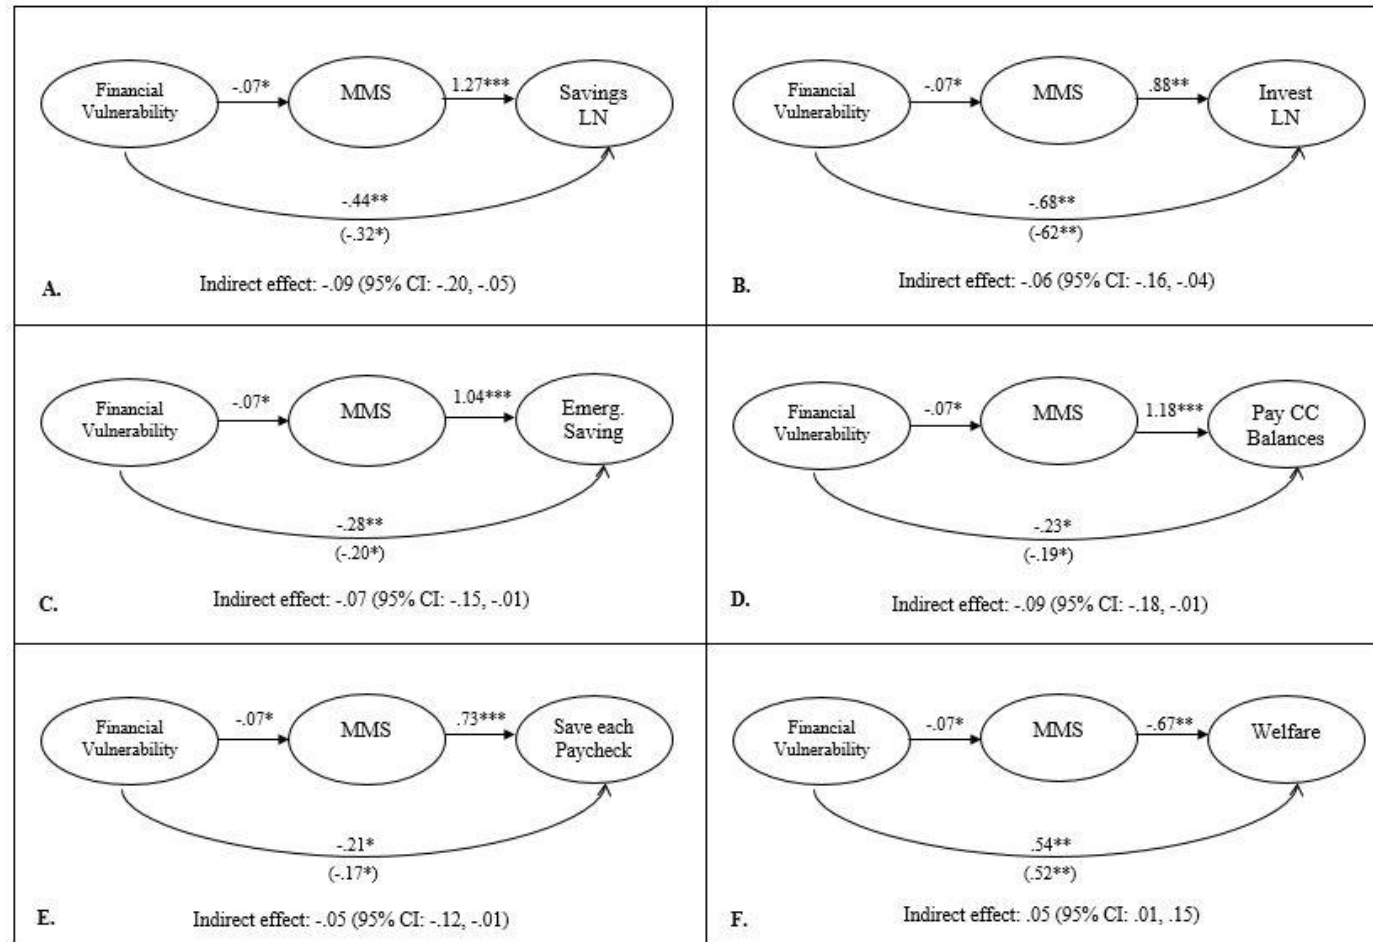 Financial
Vulnerability
-.07*
MMS
1.27***
Savings
LN
-.44**
(-.32*)
A.
Indirect effect: -.09 (95% CI: -.20, -.05)
Financial
Vulnerability
-.07*
MMS
.88**
Invest
LN
-.68**
(-62**)
B.
Indirect effect: -.06 (95% CI: -.16, -.04)
Financial
Vulnerability
-.07*
MMS
1.04***
Emerg.
Saving
-.28**
(-.20*)
C.
Indirect effect: -.07 (95% CI: -.15, -.01)
Financial
Vulnerability
-.07*
MMS
1.18***
Pay CC
Balances
-.23*
(-.19*)
D.
Indirect effect: -.09 (95% CI: -.18, -.01)
Financial
Vulnerability
-.07*
MMS
.73***
Save each
Paycheck
-.21*
(-.17*)
E.
Indirect effect: -.05 (95% CI: -.12, -.01)
Financial
Vulnerability
-.07*
MMS
-.67**
Welfare
.54**
(.52**)
F.
Indirect effect: .05 (95% CI: .01, .15)